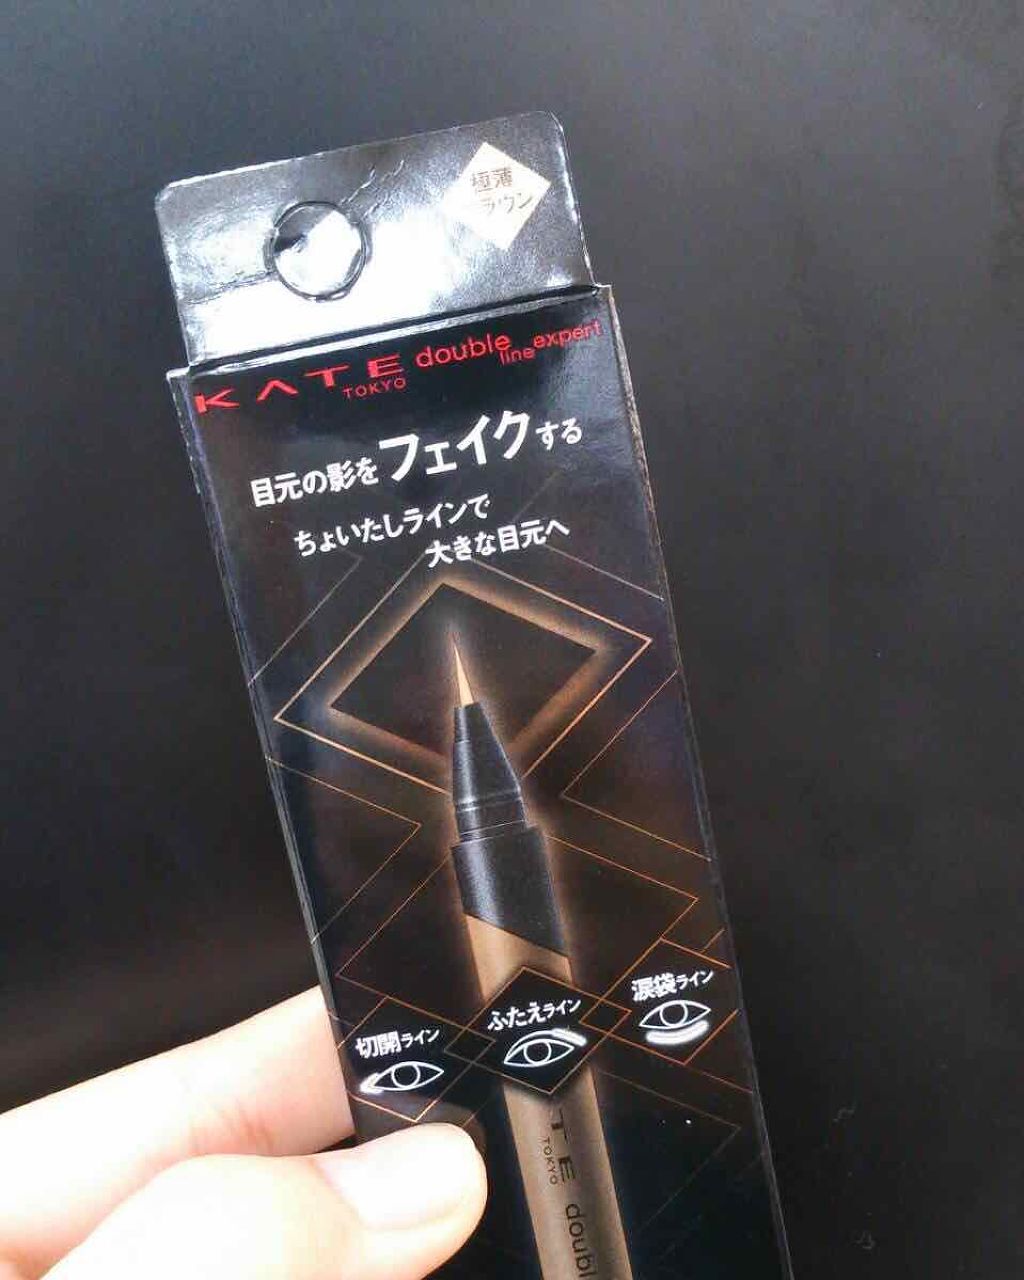 極薄
ラウン
KATE
TOKYO
double
line expert
目元の影をフェイクする
ちょいたしラインで
大きな目元へ
切開ライン
ふたえライン
涙袋ライン
TE
TOKYO
doubl